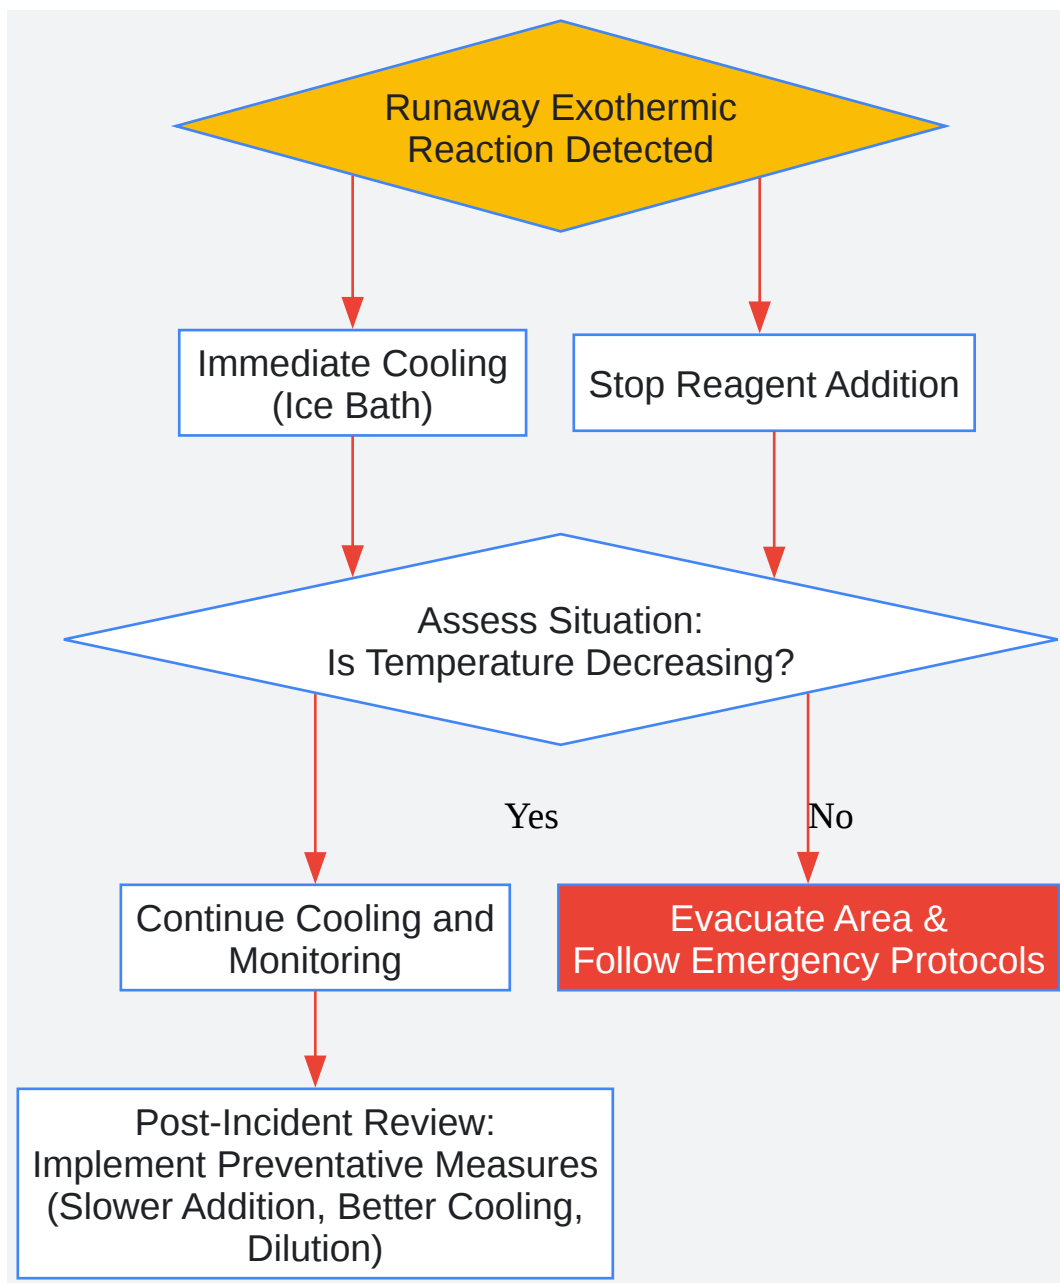 Runaway Exothermic
Reaction Detected
Immediate Cooling
(Ice Bath)
Stop Reagent Addition
Assess Situation:
Is Temperature Decreasing?
Yes
No
Continue Cooling and
Monitoring
Evacuate Area &
Follow Emergency Protocols
Post-Incident Review:
Implement Preventative Measures
(Slower Addition, Better Cooling,
Dilution)